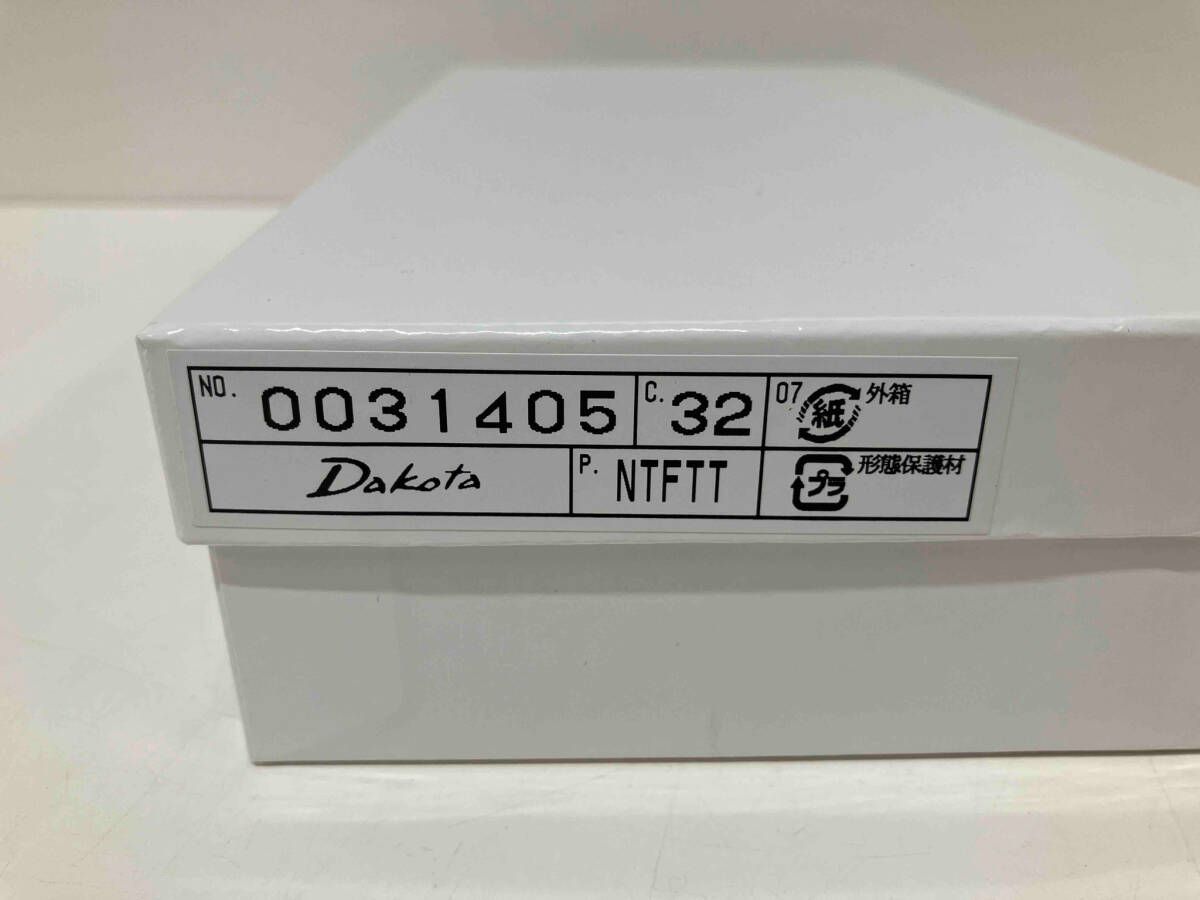 NO. 0031405 C. 32 07 紙 外箱
Dakota P. NTFTT プラ 形態保護材